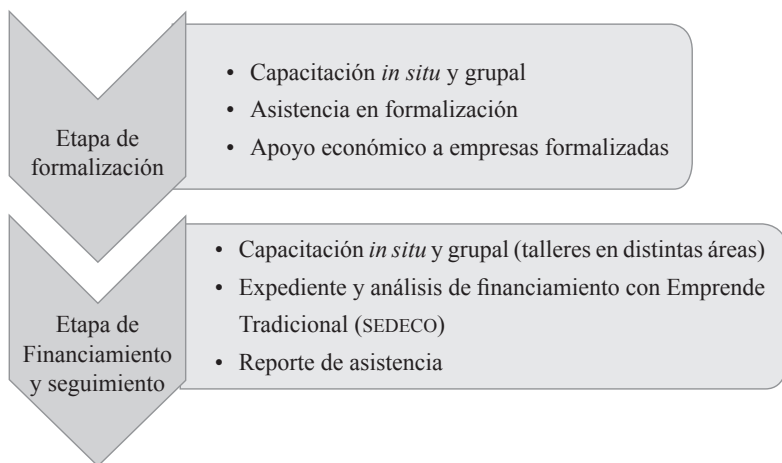 Etapa de
formalización
• Capacitación in situ y grupal
• Asistencia en formalización
• Apoyo económico a empresas formalizadas
Etapa de
Financiamiento
y seguimiento
• Capacitación in situ y grupal (talleres en distintas áreas)
• Expediente y análisis de financiamiento con Emprende
Tradicional (SEDECO)
• Reporte de asistencia